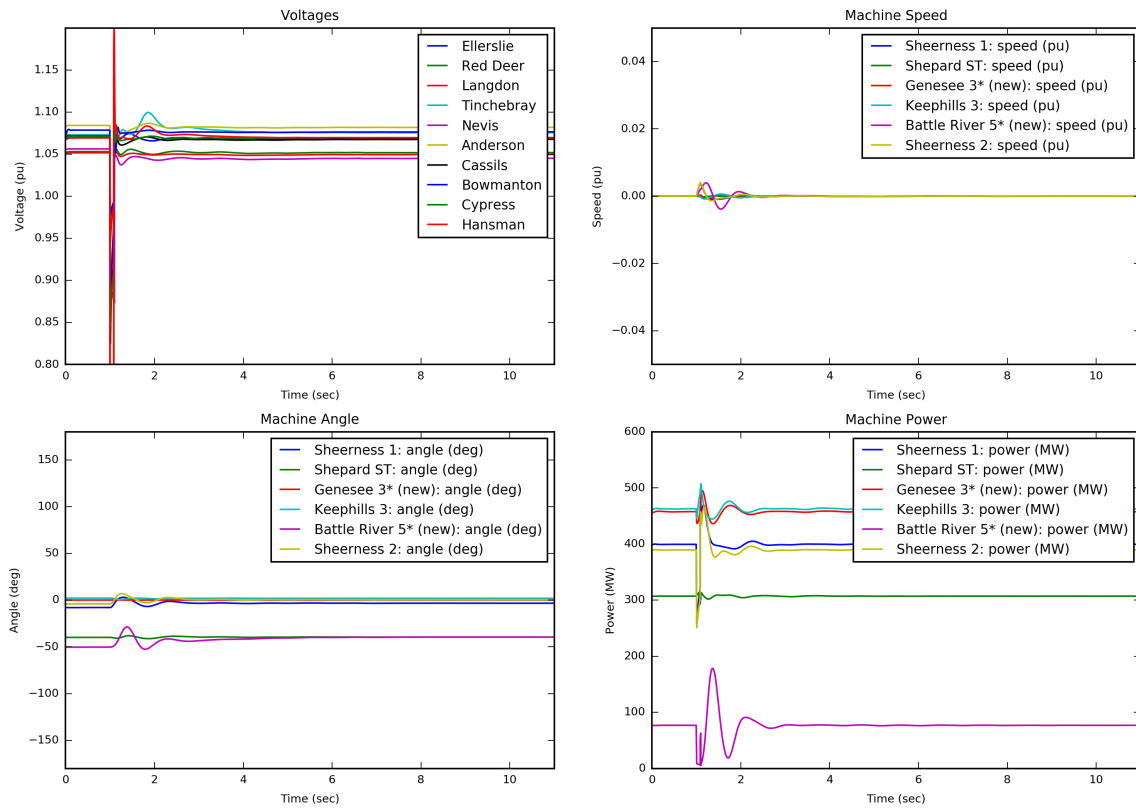 Voltages
Voltage (pu)
1.15
1.10
1.05
1.00
0.95
0.90
0.85
0.80
Ellerslie
Red Deer
Langdon
Tinchebray
Nevis
Anderson
Cassils
Bowmanton
Cypress
Hansman
0 2 4 6 8 10
Time (sec)
Machine Speed
Speed (pu)
0.04
0.02
0.00
−0.02
−0.04
Sheerness 1: speed (pu)
Shepard ST: speed (pu)
Genesee 3* (new): speed (pu)
Keephills 3: speed (pu)
Battle River 5* (new): speed (pu)
Sheerness 2: speed (pu)
0 2 4 6 8 10
Time (sec)
Machine Angle
Angle (deg)
150
100
50
0
−50
−100
−150
Sheerness 1: angle (deg)
Shepard ST: angle (deg)
Genesee 3* (new): angle (deg)
Keephills 3: angle (deg)
Battle River 5* (new): angle (deg)
Sheerness 2: angle (deg)
0 2 4 6 8 10
Time (sec)
Machine Power
Power (MW)
600
500
400
300
200
100
0
Sheerness 1: power (MW)
Shepard ST: power (MW)
Genesee 3* (new): power (MW)
Keephills 3: power (MW)
Battle River 5* (new): power (MW)
Sheerness 2: power (MW)
0 2 4 6 8 10
Time (sec)